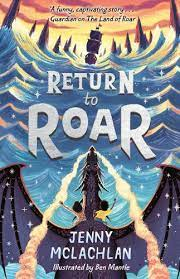 A funny, captivating story . . .
Guardian on The Land of Roar
RETURN
to
ROAR
JENNY
MCLACHLAN
Illustrated by Ben Mantle